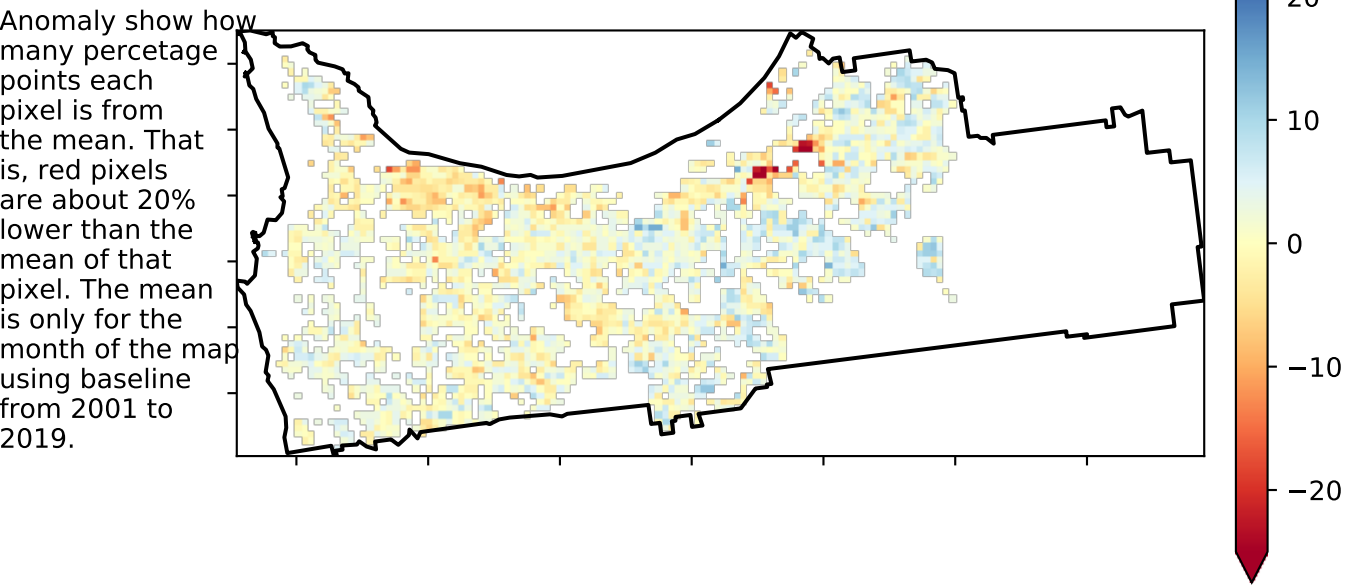 Anomaly show how
many percetage
points each
pixel is from
the mean. That
is, red pixels
are about 20%
lower than the
mean of that
pixel. The mean
is only for the
month of the map
using baseline
from 2001 to
2019.
20
10
0
−10
−20